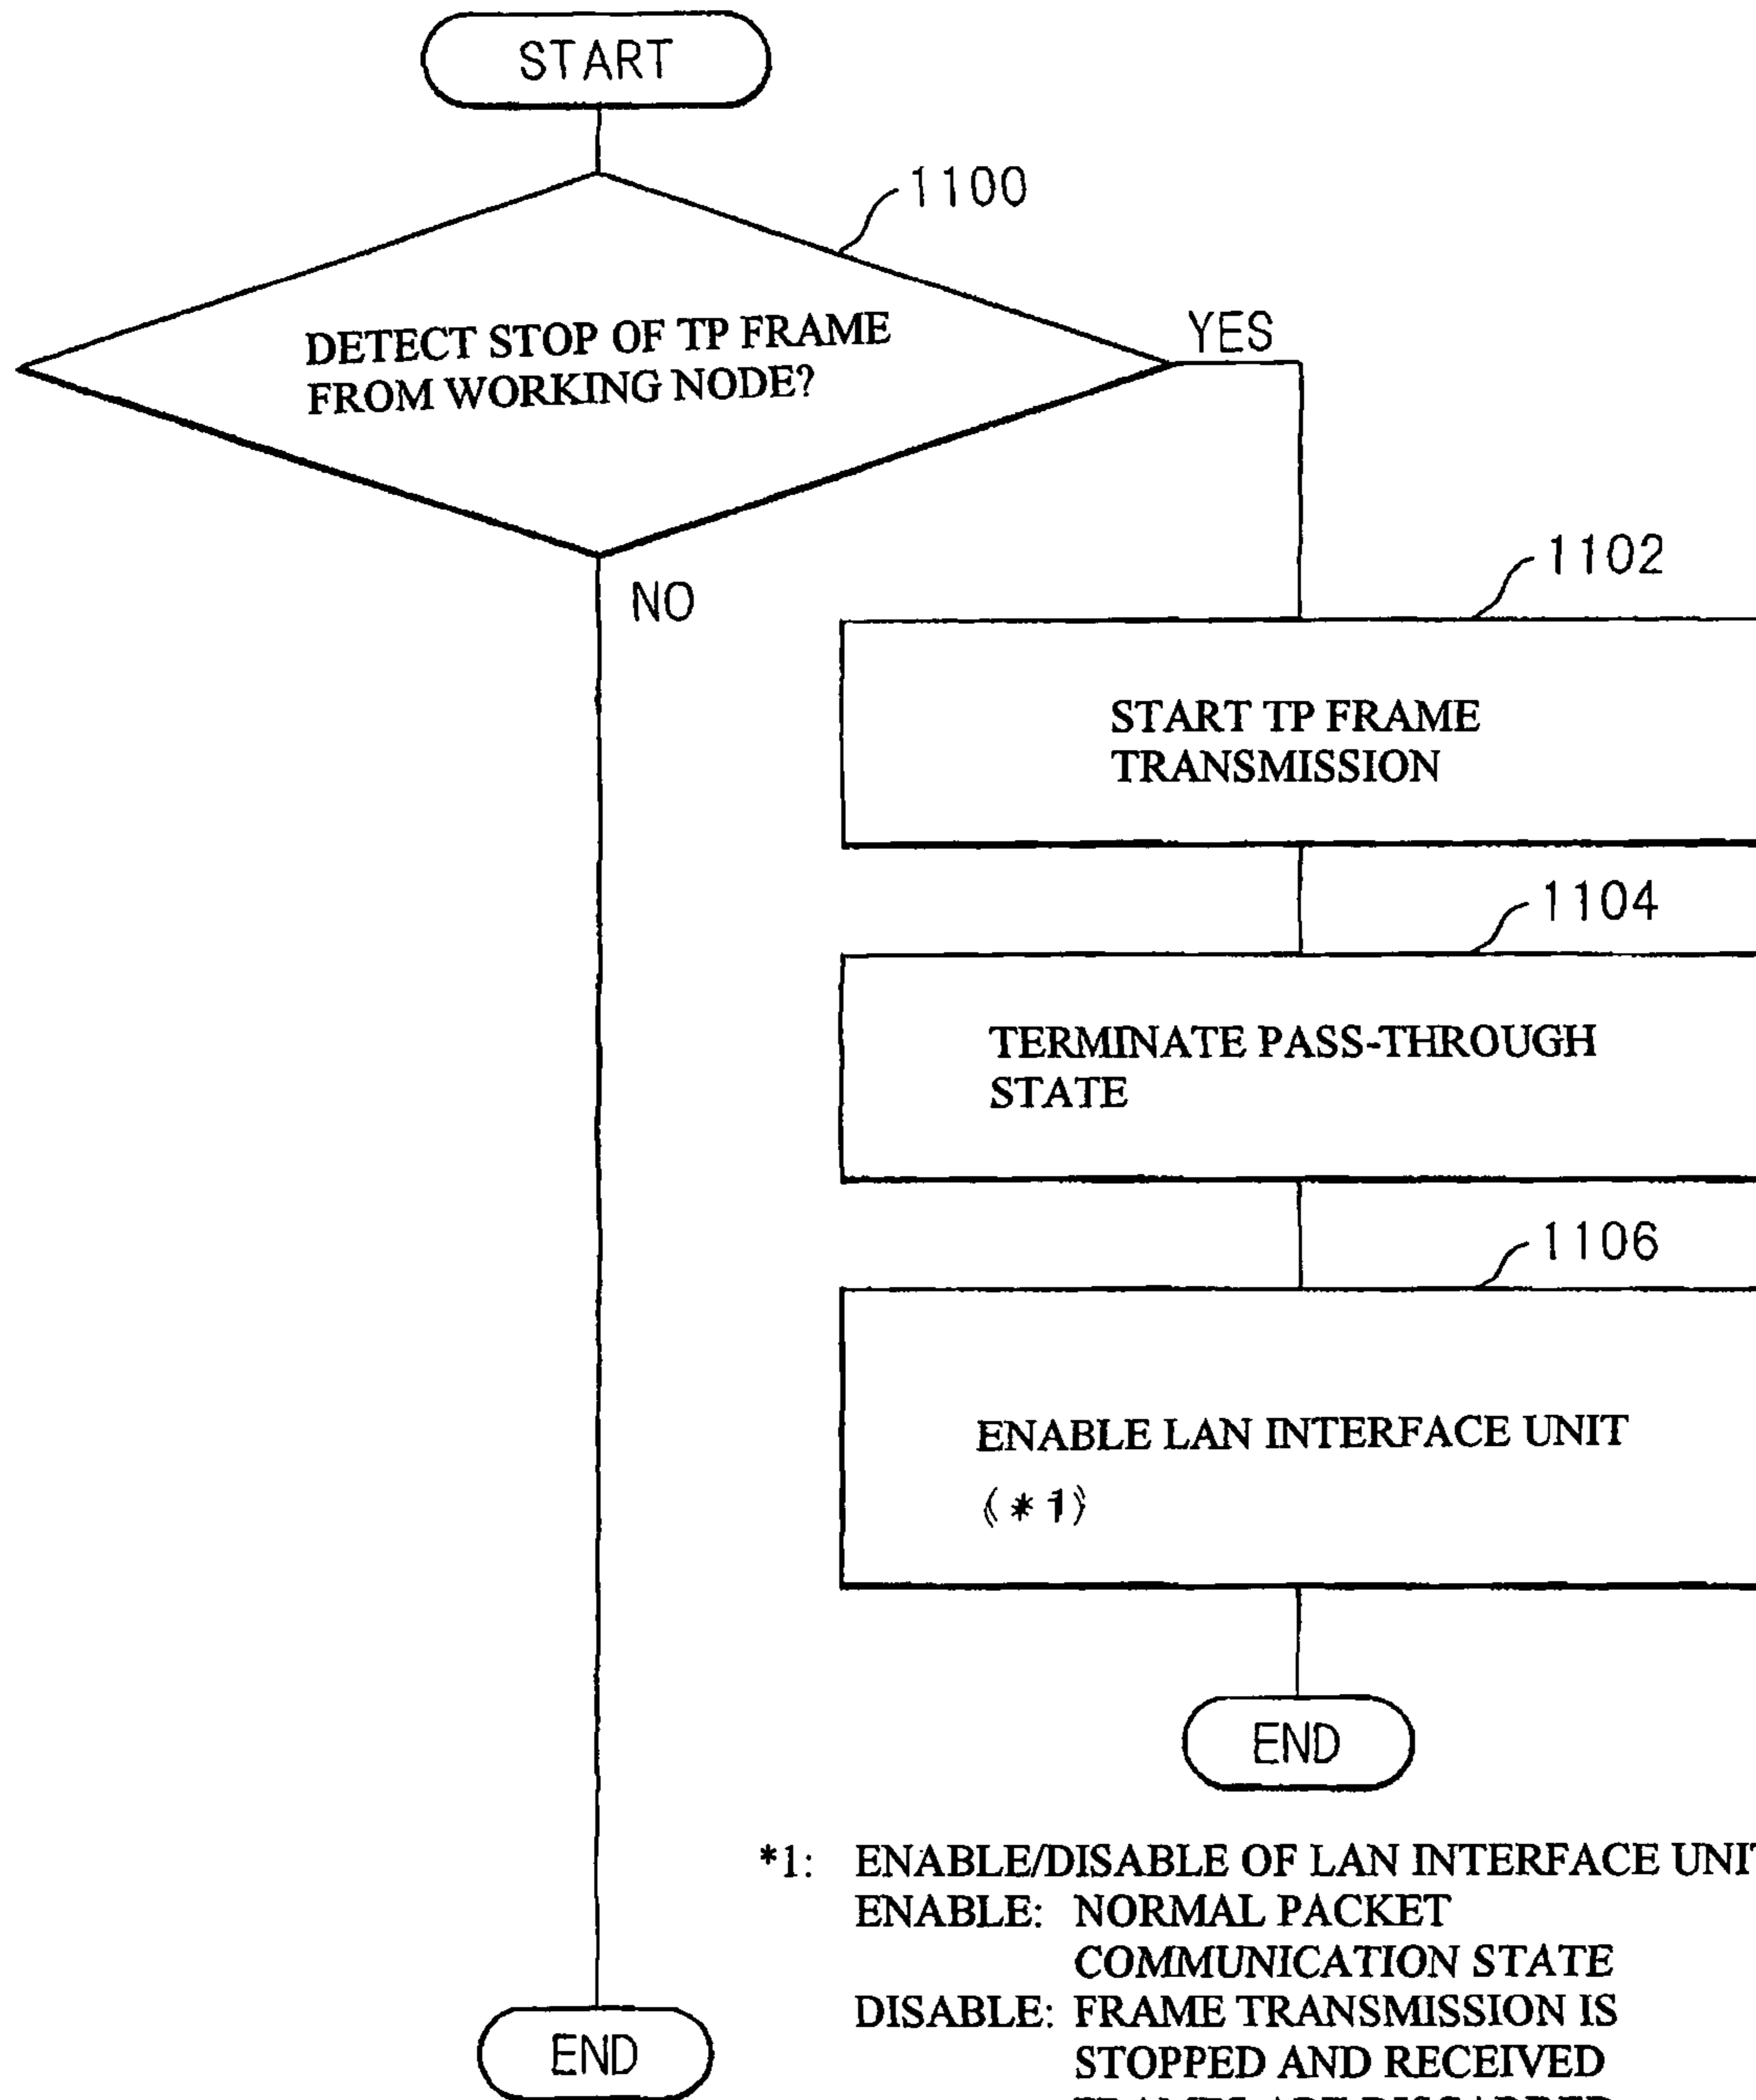 START
1100
DETECT STOP OF TP FRAME
FROM WORKING NODE?
YES
NO
1102
START TP FRAME
TRANSMISSION
1104
TERMINATE PASS-THROUGH
STATE
1106
ENABLE LAN INTERFACE UNIT
(*1)
END
*1: ENABLE/DISABLE OF LAN INTERFACE UNIT
ENABLE: NORMAL PACKET
COMMUNICATION STATE
DISABLE: FRAME TRANSMISSION IS
STOPPED AND RECEIVED
END